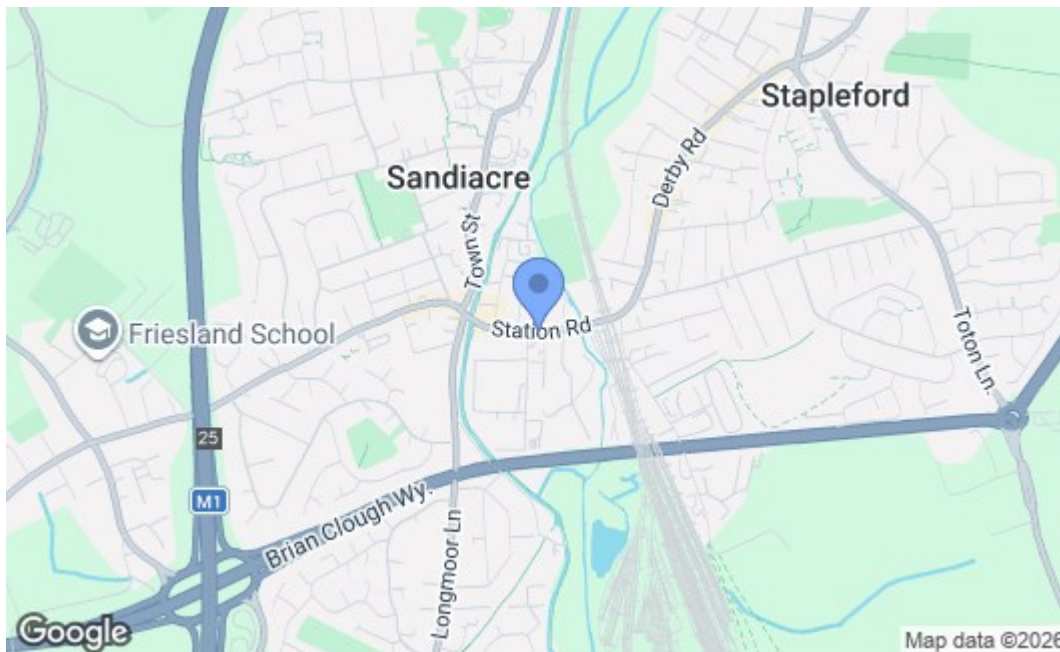 Stapleford
Sandiacre
Derby Rd
Town St
Station Rd
Friesland School
Toton Ln.
25
M1
Brian Clough Wy.
Longmoor Ln
Google
Map data ©2026